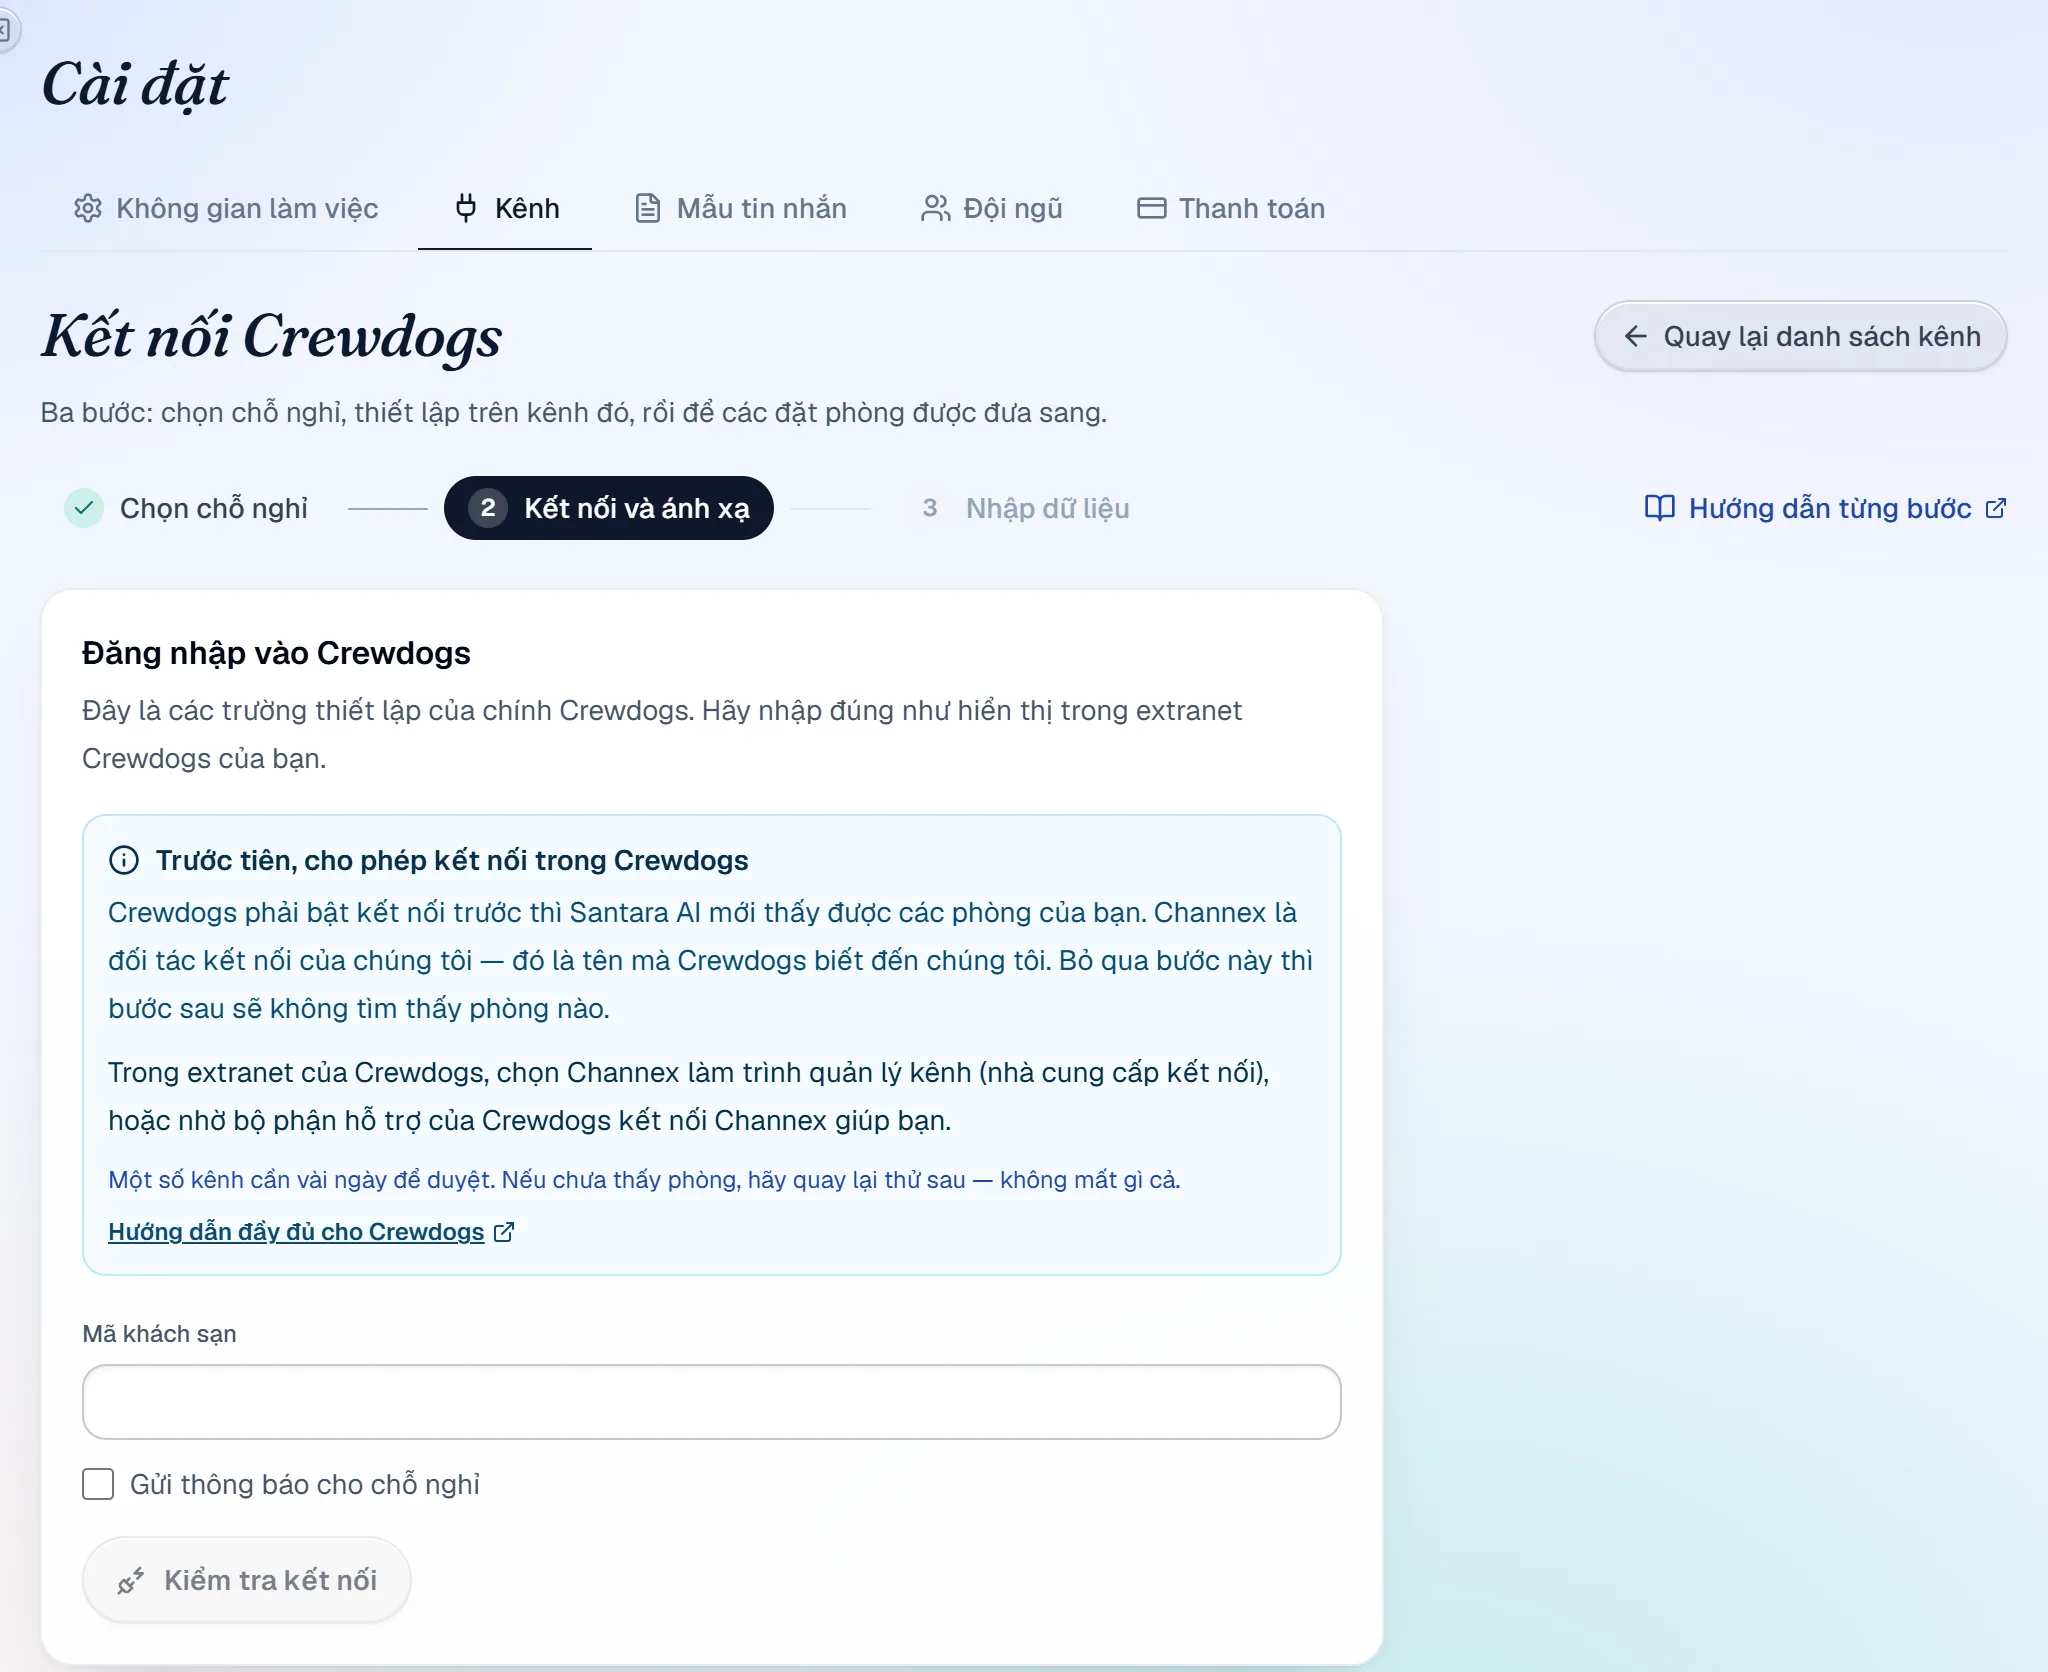 Cài đặt
Không gian làm việc
Kênh
Mẫu tin nhắn
Đội ngũ
Thanh toán
Kết nối Crewdogs
Quay lại danh sách kênh
Ba bước: chọn chỗ nghỉ, thiết lập trên kênh đó, rồi để các đặt phòng được đưa sang.
Chọn chỗ nghỉ
2 Kết nối và ánh xạ
3 Nhập dữ liệu
Hướng dẫn từng bước
Đăng nhập vào Crewdogs
Đây là các trường thiết lập của chính Crewdogs. Hãy nhập đúng như hiển thị trong extranet
Crewdogs của bạn.
Trước tiên, cho phép kết nối trong Crewdogs
Crewdogs phải bật kết nối trước thì Santara AI mới thấy được các phòng của bạn. Channex là
đối tác kết nối của chúng tôi — đó là tên mà Crewdogs biết đến chúng tôi. Bỏ qua bước này thì
bước sau sẽ không tìm thấy phòng nào.
Trong extranet của Crewdogs, chọn Channex làm trình quản lý kênh (nhà cung cấp kết nối),
hoặc nhờ bộ phận hỗ trợ của Crewdogs kết nối Channex giúp bạn.
Một số kênh cần vài ngày để duyệt. Nếu chưa thấy phòng, hãy quay lại thử sau — không mất gì cả.
Hướng dẫn đầy đủ cho Crewdogs
Mã khách sạn
Gửi thông báo cho chỗ nghỉ
Kiểm tra kết nối